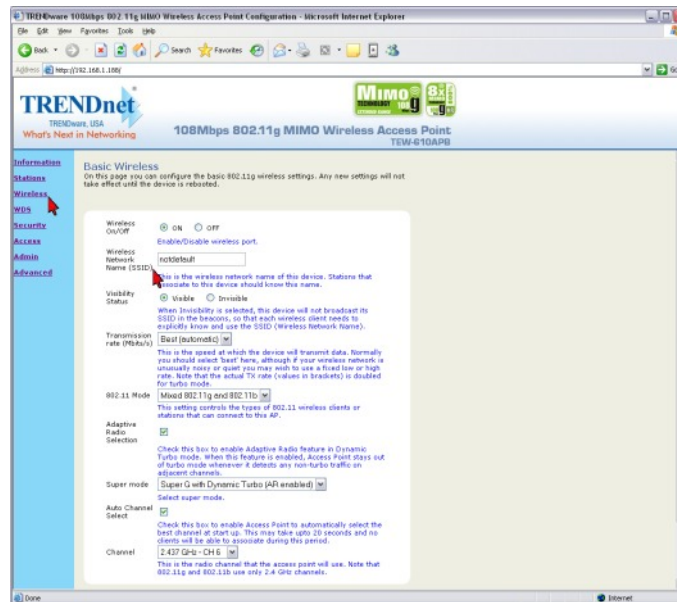 TRENDware 108Mbps 802.11g MIMO Wireless Access Point Configuration - Microsoft Internet Explorer
File Edit View Favorites Tools Help
Back Search Favorites
Address http://192.168.1.188/ Go
TRENDnet
TRENDware, USA
What's Next in Networking
MIMO g
TECHNOLOGY 108
8x
108Mbps 802.11g MIMO Wireless Access Point
TEW-610APB
Information
Stations
Wireless
WDS
Security
Access
Admin
Advanced
Basic Wireless
On this page you can configure the basic 802.11g wireless settings. Any new settings will not
take effect until the device is rebooted.
Wireless
On/Off
ON OFF
Enable/Disable wireless port.
Wireless
Network
Name (SSID)
notdefault
This is the wireless network name of this device. Stations that
associate to this device should know this name.
Visibility
Status
Visible Invisible
When Invisibility is selected, this device will not broadcast its
SSID in the beacons, so that each wireless client needs to
explicitly know and use the SSID (Wireless Network Name).
Transmission
rate (Mbits/s)
Best (automatic)
This is the speed at which the device will transmit data. Normally
you should select 'best' here, although if your wireless network is
unusually noisy or quiet you may wish to use a fixed low or high
rate. Note that the actual TX rate (values in brackets) is doubled
for turbo mode.
802.11 Mode
Mixed 802.11g and 802.11b
This setting controls the types of 802.11 wireless clients or
stations that can connect to this AP.
Adaptive
Radio
Selection
Check this box to enable Adaptive Radio feature in Dynamic
Turbo mode. When this feature is enabled, Access Point stays out
of turbo mode whenever it detects any non-turbo traffic on
adjacent channels.
Super mode
Super G with Dynamic Turbo (AR enabled)
Select super mode.
Auto Channel
Select
Check this box to enable Access Point to automatically select the
best channel at start up. This may take upto 20 seconds and no
clients will be able to associate during this period.
Channel
2.437 GHz - CH 6
This is the radio channel that the access point will use. Note that
802.11g and 802.11b use only 2.4 GHz channels.
Done
Internet